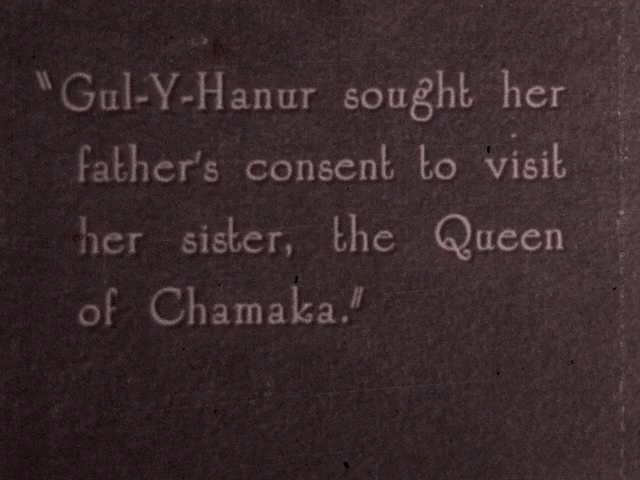 "Gul-Y-Hanur sought her
father's consent to visit
her sister, the Queen
of Chamaka."